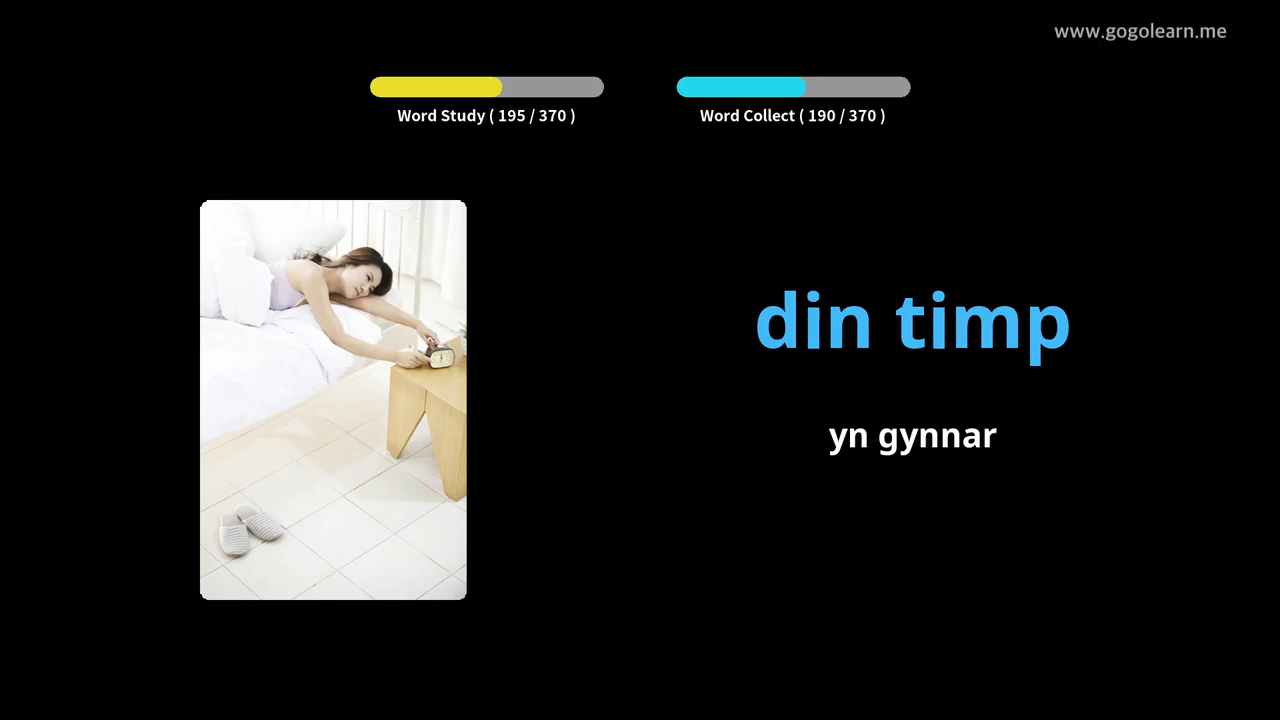 www.gogolearn.me
Word Study ( 195 / 370 )
Word Collect ( 190 / 370 )
din timp
yn gynnar